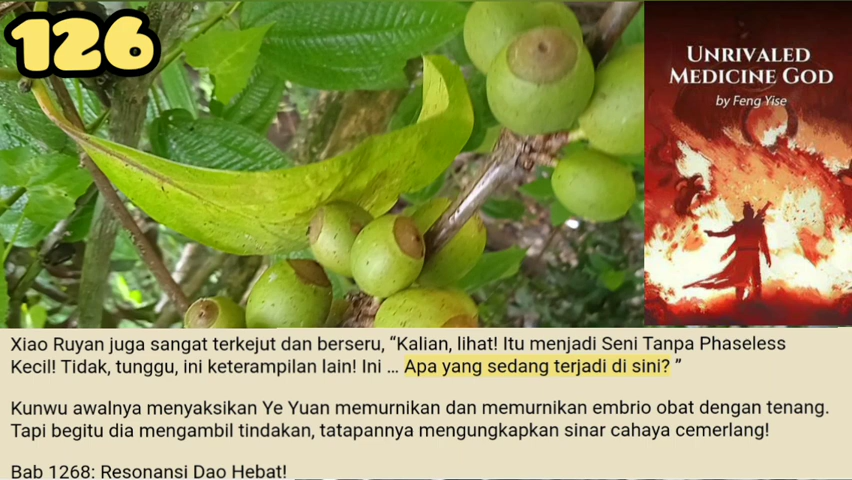 126
UNRIVALED
MEDICINE GOD
by Feng Yise
Xiao Ruyan juga sangat terkejut dan berseru, “Kalian, lihat! Itu menjadi Seni Tanpa Phaseless
Kecil! Tidak, tunggu, ini keterampilan lain! Ini ... Apa yang sedang terjadi di sini? ”
Kunwu awalnya menyaksikan Ye Yuan memurnikan dan memurnikan embrio obat dengan tenang.
Tapi begitu dia mengambil tindakan, tatapannya mengungkapkan sinar cahaya cemerlang!
Bab 1268: Resonansi Dao Hebat!